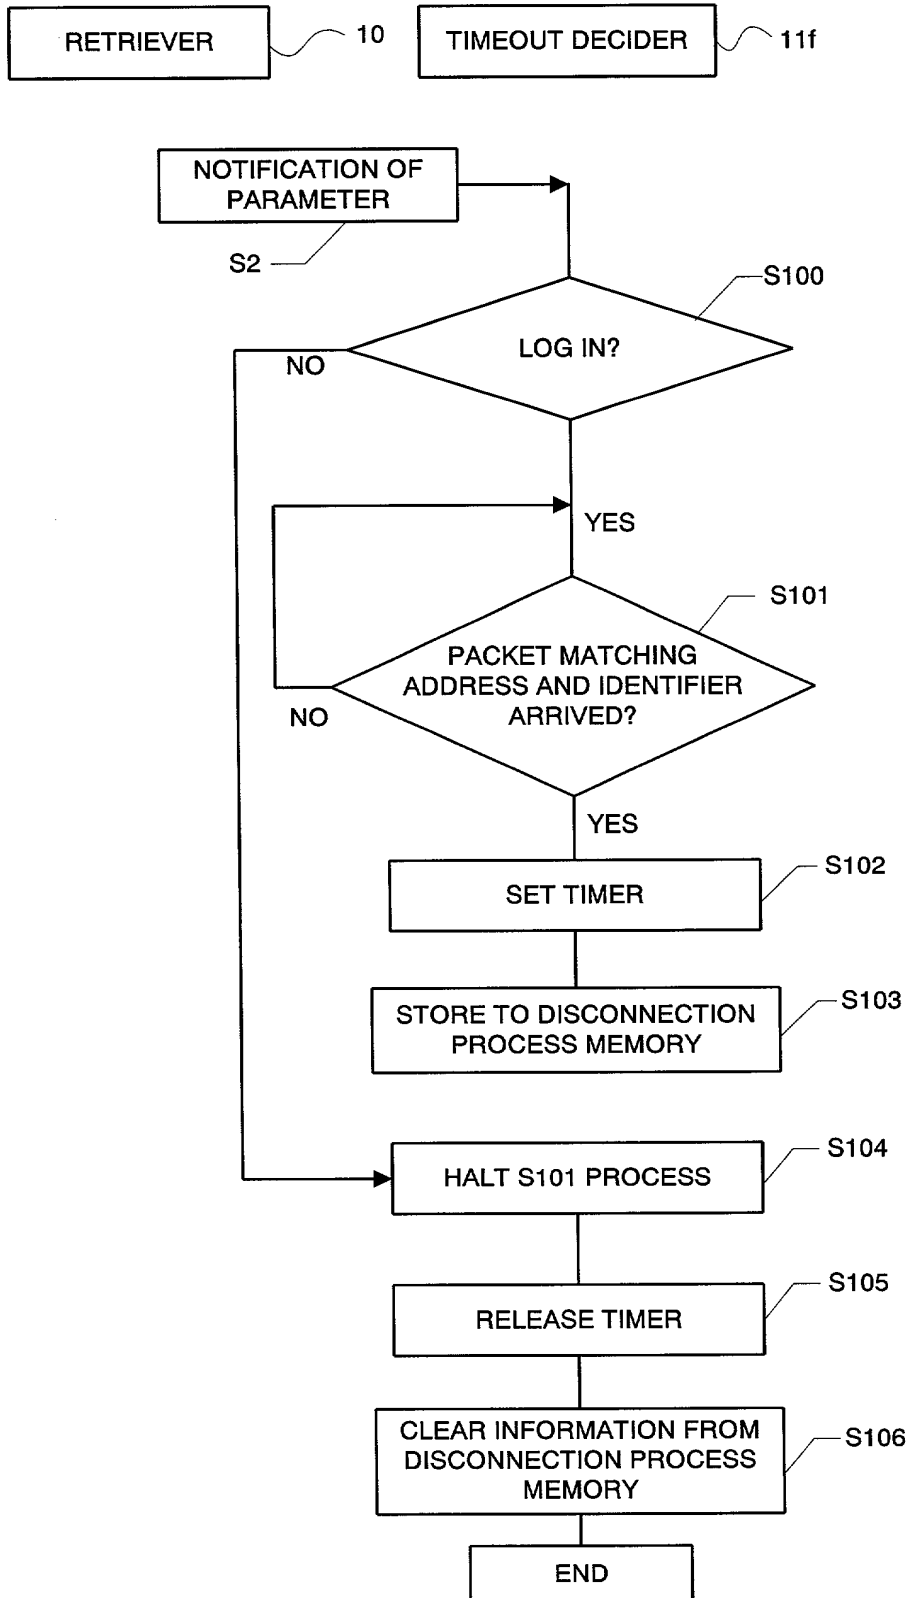 RETRIEVER
10
TIMEOUT DECIDER
11f
NOTIFICATION OF
PARAMETER
S2
S100
LOG IN?
NO
YES
S101
PACKET MATCHING
ADDRESS AND IDENTIFIER
ARRIVED?
NO
YES
S102
SET TIMER
S103
STORE TO DISCONNECTION
PROCESS MEMORY
S104
HALT S101 PROCESS
S105
RELEASE TIMER
CLEAR INFORMATION FROM
DISCONNECTION PROCESS
MEMORY
S106
END